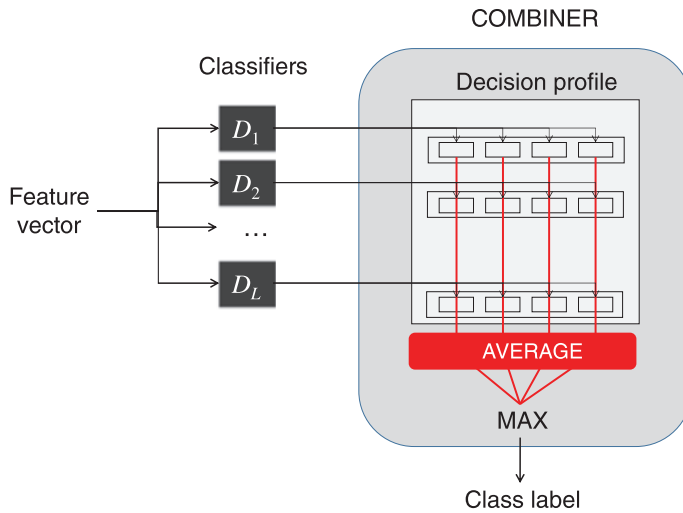 COMBINER
Classifiers
Decision profile
D1
D2
Feature
vector
...
DL
AVERAGE
MAX
Class label